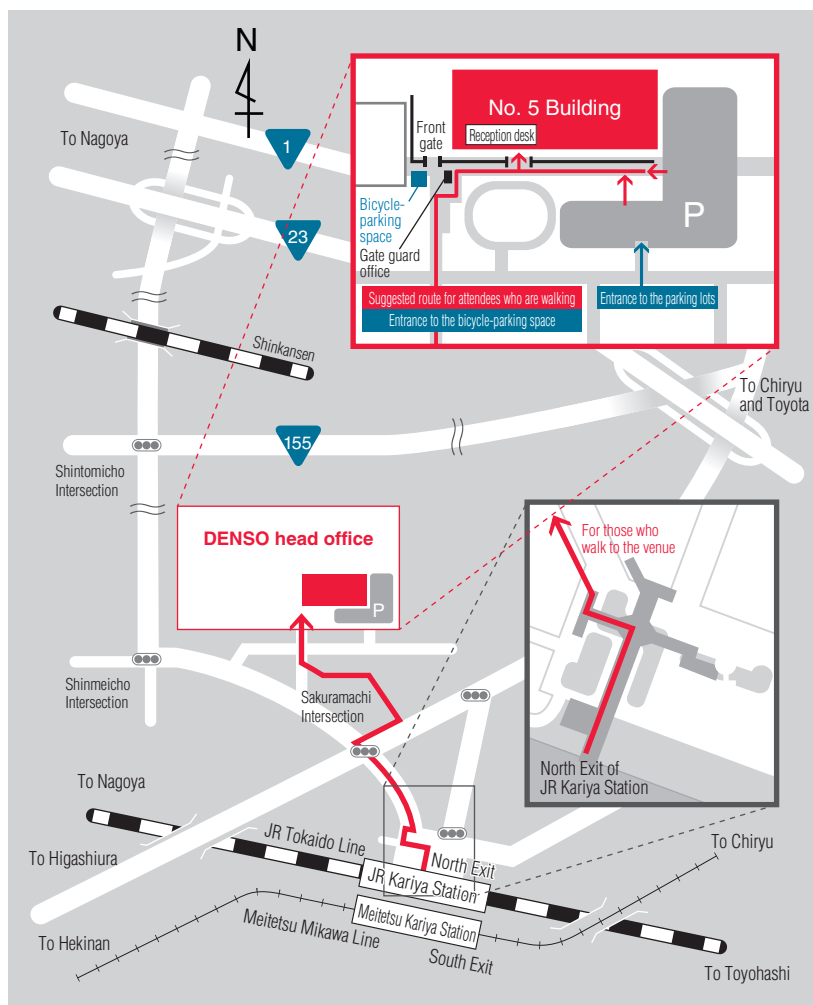 N
To Nagoya
1
23
No. 5 Building
Reception desk
Front
gate
Bicycle-
parking
space
Gate guard
office
P
Suggested route for attendees who are walking
Entrance to the bicycle-parking space
Entrance to the parking lots
Shinkansen
To Chiryu
and Toyota
155
Shintomicho
Intersection
DENSO head office
P
For those who
walk to the venue
North Exit of
JR Kariya Station
Shinmeicho
Intersection
Sakuramachi
Intersection
To Nagoya
JR Tokaido Line
North Exit
JR Kariya Station
To Higashiura
To Chiryu
Meitetsu Kariya Station
Meitetsu Mikawa Line
South Exit
To Hekinan
To Toyohashi